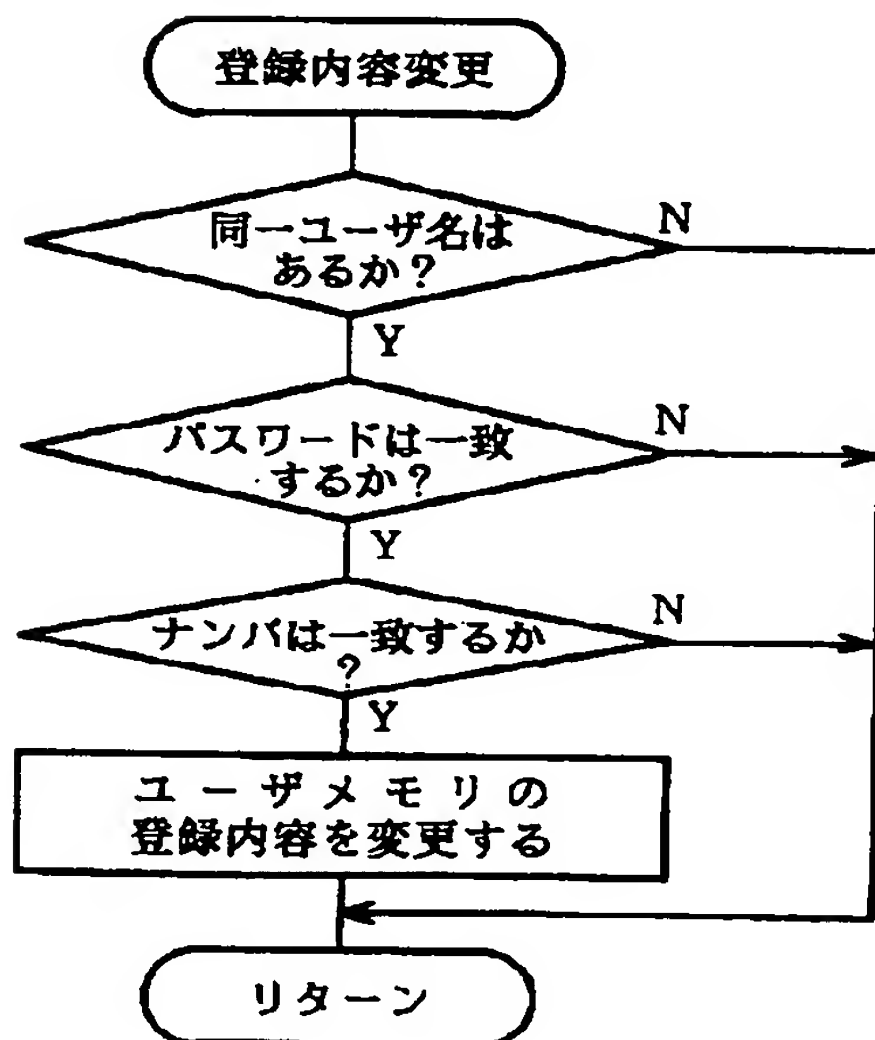 登録内容変更
同一ユーザ名は
あるか？
N
Y
パスワードは一致
するか？
N
Y
ナンバは一致するか
？
N
Y
ユーザメモリの
登録内容を変更する
リターン